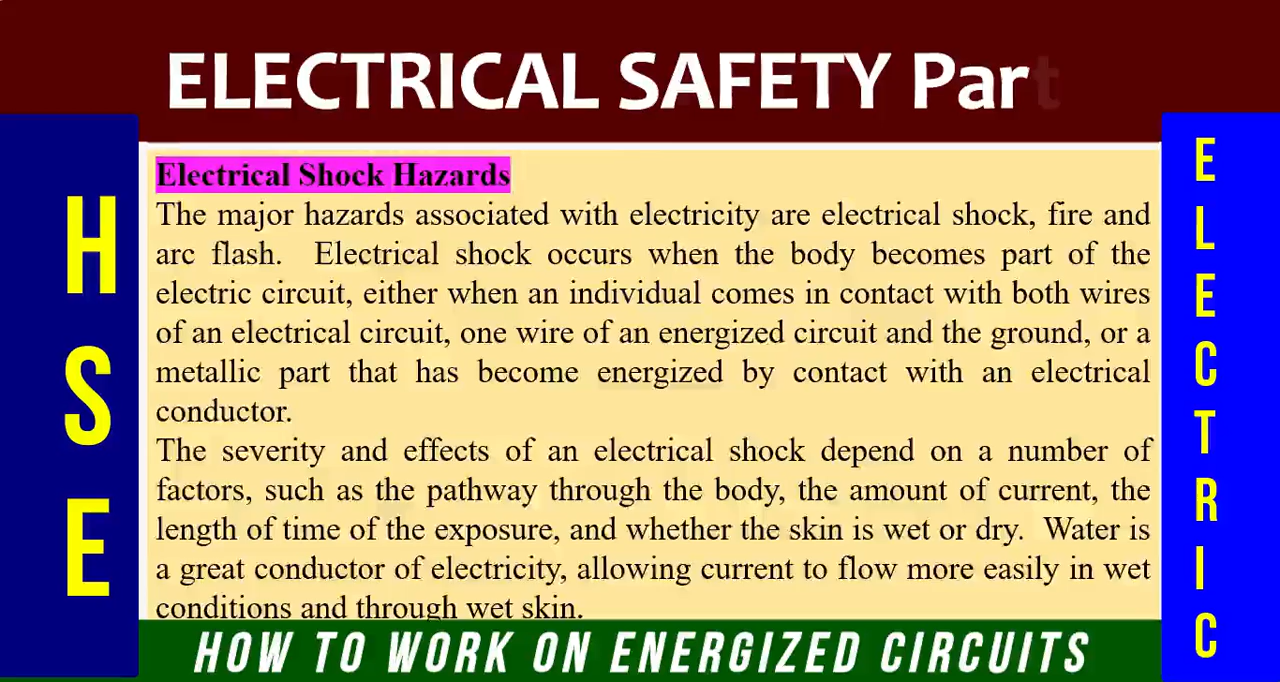 ELECTRICAL SAFETY Part
HSE
ELECTRIC
Electrical Shock Hazards
The major hazards associated with electricity are electrical shock, fire and
arc flash. Electrical shock occurs when the body becomes part of the
electric circuit, either when an individual comes in contact with both wires
of an electrical circuit, one wire of an energized circuit and the ground, or a
metallic part that has become energized by contact with an electrical
conductor.
The severity and effects of an electrical shock depend on a number of
factors, such as the pathway through the body, the amount of current, the
length of time of the exposure, and whether the skin is wet or dry. Water is
a great conductor of electricity, allowing current to flow more easily in wet
conditions and through wet skin.
HOW TO WORK ON ENERGIZED CIRCUITS